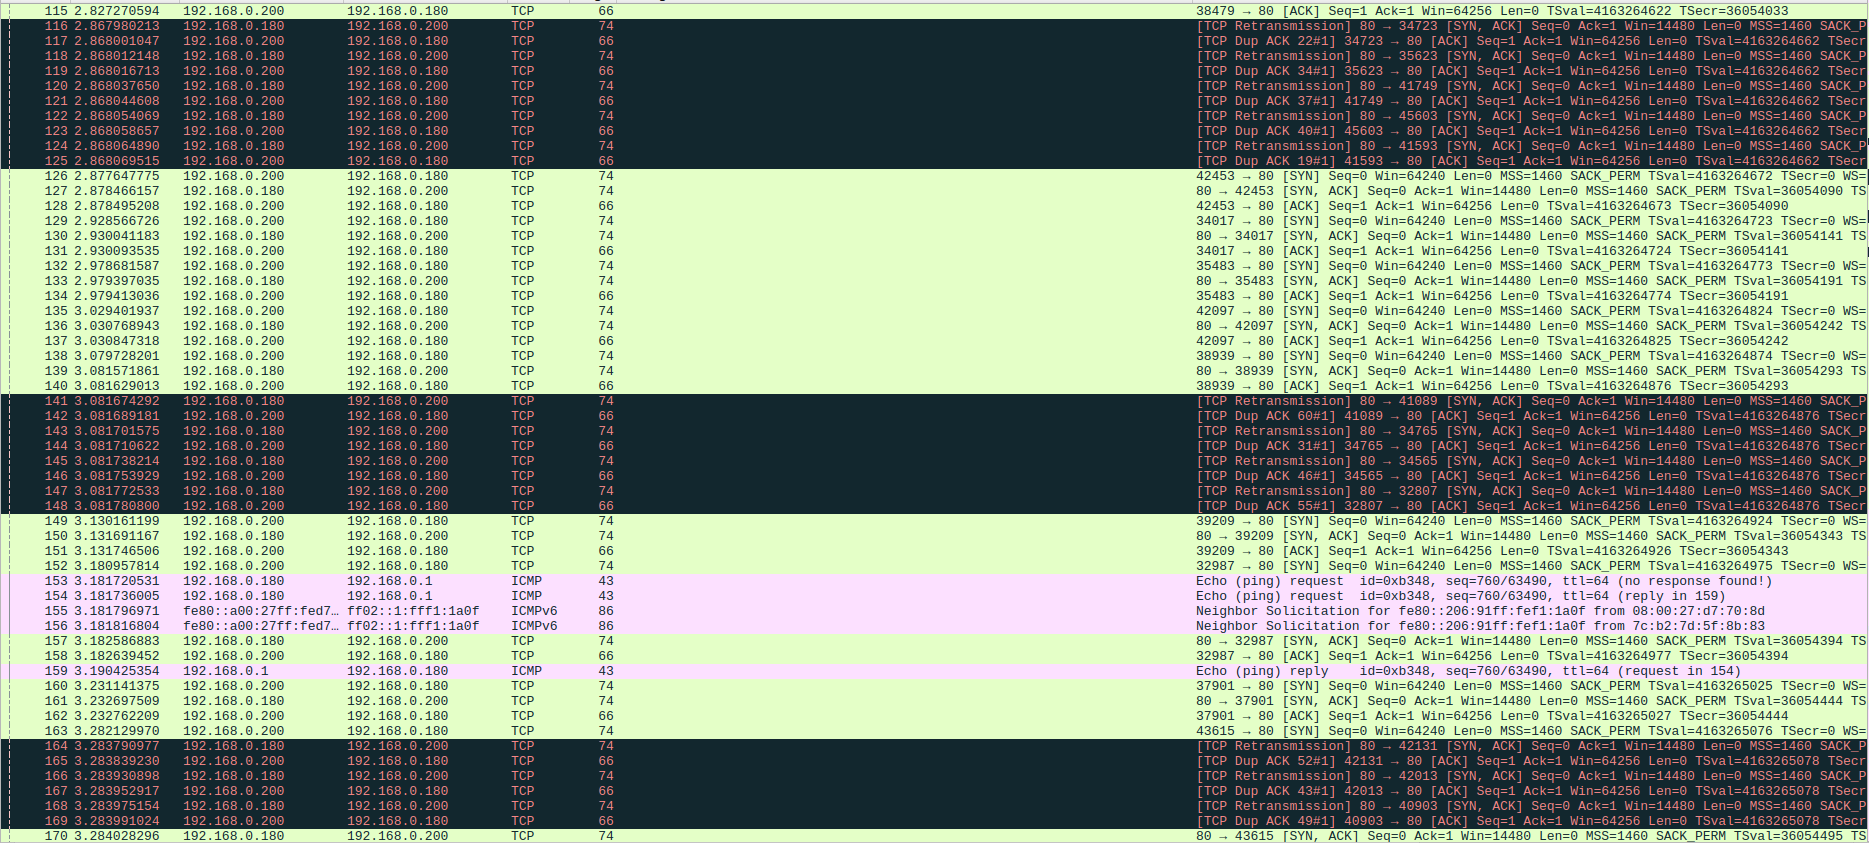 115 2.827270594 192.168.0.200 192.168.0.180 TCP 66 38479 → 80 [ACK] Seq=1 Ack=1 Win=64256 Len=0 TSval=4163264622 TSecr=36054033
116 2.867980213 192.168.0.180 192.168.0.200 TCP 74 [TCP Retransmission] 80 → 34723 [SYN, ACK] Seq=0 Ack=1 Win=14480 Len=0 MSS=1460 SACK_P
117 2.868001047 192.168.0.200 192.168.0.180 TCP 66 [TCP Dup ACK 22#1] 34723 → 80 [ACK] Seq=1 Ack=1 Win=64256 Len=0 TSval=4163264662 TSecr
118 2.868012148 192.168.0.180 192.168.0.200 TCP 74 [TCP Retransmission] 80 → 35623 [SYN, ACK] Seq=0 Ack=1 Win=14480 Len=0 MSS=1460 SACK_P
119 2.868016713 192.168.0.200 192.168.0.180 TCP 66 [TCP Dup ACK 34#1] 35623 → 80 [ACK] Seq=1 Ack=1 Win=64256 Len=0 TSval=4163264662 TSecr
120 2.868037650 192.168.0.180 192.168.0.200 TCP 74 [TCP Retransmission] 80 → 41749 [SYN, ACK] Seq=0 Ack=1 Win=14480 Len=0 MSS=1460 SACK_P
121 2.868044608 192.168.0.200 192.168.0.180 TCP 66 [TCP Dup ACK 37#1] 41749 → 80 [ACK] Seq=1 Ack=1 Win=64256 Len=0 TSval=4163264662 TSecr
122 2.868054069 192.168.0.180 192.168.0.200 TCP 74 [TCP Retransmission] 80 → 45603 [SYN, ACK] Seq=0 Ack=1 Win=14480 Len=0 MSS=1460 SACK_P
123 2.868058657 192.168.0.200 192.168.0.180 TCP 66 [TCP Dup ACK 40#1] 45603 → 80 [ACK] Seq=1 Ack=1 Win=64256 Len=0 TSval=4163264662 TSecr
124 2.868064890 192.168.0.180 192.168.0.200 TCP 74 [TCP Retransmission] 80 → 41593 [SYN, ACK] Seq=0 Ack=1 Win=14480 Len=0 MSS=1460 SACK_P
125 2.868069515 192.168.0.200 192.168.0.180 TCP 66 [TCP Dup ACK 19#1] 41593 → 80 [ACK] Seq=1 Ack=1 Win=64256 Len=0 TSval=4163264662 TSecr
126 2.877647775 192.168.0.200 192.168.0.180 TCP 74 42453 → 80 [SYN] Seq=0 Win=64240 Len=0 MSS=1460 SACK_PERM TSval=4163264672 TSecr=0 WS=
127 2.878466157 192.168.0.180 192.168.0.200 TCP 74 80 → 42453 [SYN, ACK] Seq=0 Ack=1 Win=14480 Len=0 MSS=1460 SACK_PERM TSval=36054090 TS
128 2.878495208 192.168.0.200 192.168.0.180 TCP 66 42453 → 80 [ACK] Seq=1 Ack=1 Win=64256 Len=0 TSval=4163264673 TSecr=36054090
129 2.928566726 192.168.0.200 192.168.0.180 TCP 74 34017 → 80 [SYN] Seq=0 Win=64240 Len=0 MSS=1460 SACK_PERM TSval=4163264723 TSecr=0 WS=
130 2.930041183 192.168.0.180 192.168.0.200 TCP 74 80 → 34017 [SYN, ACK] Seq=0 Ack=1 Win=14480 Len=0 MSS=1460 SACK_PERM TSval=36054141 TS
131 2.930093535 192.168.0.200 192.168.0.180 TCP 66 34017 → 80 [ACK] Seq=1 Ack=1 Win=64256 Len=0 TSval=4163264724 TSecr=36054141
132 2.978681587 192.168.0.200 192.168.0.180 TCP 74 35483 → 80 [SYN] Seq=0 Win=64240 Len=0 MSS=1460 SACK_PERM TSval=4163264773 TSecr=0 WS=
133 2.979397035 192.168.0.180 192.168.0.200 TCP 74 80 → 35483 [SYN, ACK] Seq=0 Ack=1 Win=14480 Len=0 MSS=1460 SACK_PERM TSval=36054191 TS
134 2.979413036 192.168.0.200 192.168.0.180 TCP 66 35483 → 80 [ACK] Seq=1 Ack=1 Win=64256 Len=0 TSval=4163264774 TSecr=36054191
135 3.029401937 192.168.0.200 192.168.0.180 TCP 74 42097 → 80 [SYN] Seq=0 Win=64240 Len=0 MSS=1460 SACK_PERM TSval=4163264824 TSecr=0 WS=
136 3.030768943 192.168.0.180 192.168.0.200 TCP 74 80 → 42097 [SYN, ACK] Seq=0 Ack=1 Win=14480 Len=0 MSS=1460 SACK_PERM TSval=36054242 TS
137 3.030847318 192.168.0.200 192.168.0.180 TCP 66 42097 → 80 [ACK] Seq=1 Ack=1 Win=64256 Len=0 TSval=4163264825 TSecr=36054242
138 3.079728201 192.168.0.200 192.168.0.180 TCP 74 38939 → 80 [SYN] Seq=0 Win=64240 Len=0 MSS=1460 SACK_PERM TSval=4163264874 TSecr=0 WS=
139 3.081571861 192.168.0.180 192.168.0.200 TCP 74 80 → 38939 [SYN, ACK] Seq=0 Ack=1 Win=14480 Len=0 MSS=1460 SACK_PERM TSval=36054293 TS
140 3.081629013 192.168.0.200 192.168.0.180 TCP 66 38939 → 80 [ACK] Seq=1 Ack=1 Win=64256 Len=0 TSval=4163264876 TSecr=36054293
141 3.081674292 192.168.0.180 192.168.0.200 TCP 74 [TCP Retransmission] 80 → 41089 [SYN, ACK] Seq=0 Ack=1 Win=14480 Len=0 MSS=1460 SACK_P
142 3.081689181 192.168.0.200 192.168.0.180 TCP 66 [TCP Dup ACK 60#1] 41089 → 80 [ACK] Seq=1 Ack=1 Win=64256 Len=0 TSval=4163264876 TSecr
143 3.081701575 192.168.0.180 192.168.0.200 TCP 74 [TCP Retransmission] 80 → 34765 [SYN, ACK] Seq=0 Ack=1 Win=14480 Len=0 MSS=1460 SACK_P
144 3.081710622 192.168.0.200 192.168.0.180 TCP 66 [TCP Dup ACK 31#1] 34765 → 80 [ACK] Seq=1 Ack=1 Win=64256 Len=0 TSval=4163264876 TSecr
145 3.081738214 192.168.0.180 192.168.0.200 TCP 74 [TCP Retransmission] 80 → 34565 [SYN, ACK] Seq=0 Ack=1 Win=14480 Len=0 MSS=1460 SACK_P
146 3.081753929 192.168.0.200 192.168.0.180 TCP 66 [TCP Dup ACK 46#1] 34565 → 80 [ACK] Seq=1 Ack=1 Win=64256 Len=0 TSval=4163264876 TSecr
147 3.081772533 192.168.0.180 192.168.0.200 TCP 74 [TCP Retransmission] 80 → 32807 [SYN, ACK] Seq=0 Ack=1 Win=14480 Len=0 MSS=1460 SACK_P
148 3.081780800 192.168.0.200 192.168.0.180 TCP 66 [TCP Dup ACK 55#1] 32807 → 80 [ACK] Seq=1 Ack=1 Win=64256 Len=0 TSval=4163264876 TSecr
149 3.130161199 192.168.0.200 192.168.0.180 TCP 74 39209 → 80 [SYN] Seq=0 Win=64240 Len=0 MSS=1460 SACK_PERM TSval=4163264924 TSecr=0 WS=
150 3.131691167 192.168.0.180 192.168.0.200 TCP 74 80 → 39209 [SYN, ACK] Seq=0 Ack=1 Win=14480 Len=0 MSS=1460 SACK_PERM TSval=36054343 TS
151 3.131746506 192.168.0.200 192.168.0.180 TCP 66 39209 → 80 [ACK] Seq=1 Ack=1 Win=64256 Len=0 TSval=4163264926 TSecr=36054343
152 3.180957814 192.168.0.200 192.168.0.180 TCP 74 32987 → 80 [SYN] Seq=0 Win=64240 Len=0 MSS=1460 SACK_PERM TSval=4163264975 TSecr=0 WS=
153 3.181720531 192.168.0.180 192.168.0.1 ICMP 43 Echo (ping) request id=0xb348, seq=760/63490, ttl=64 (no response found!)
154 3.181736005 192.168.0.180 192.168.0.1 ICMP 43 Echo (ping) request id=0xb348, seq=760/63490, ttl=64 (reply in 159)
155 3.181796971 fe80::a00:27ff:fed7… ff02::1:fff1:1a0f ICMPv6 86 Neighbor Solicitation for fe80::206:91ff:fef1:1a0f from 08:00:27:d7:70:8d
156 3.181816804 fe80::a00:27ff:fed7… ff02::1:fff1:1a0f ICMPv6 86 Neighbor Solicitation for fe80::206:91ff:fef1:1a0f from 7c:b2:7d:5f:8b:83
157 3.182586883 192.168.0.180 192.168.0.200 TCP 74 80 → 32987 [SYN, ACK] Seq=0 Ack=1 Win=14480 Len=0 MSS=1460 SACK_PERM TSval=36054394 TS
158 3.182639452 192.168.0.200 192.168.0.180 TCP 66 32987 → 80 [ACK] Seq=1 Ack=1 Win=64256 Len=0 TSval=4163264977 TSecr=36054394
159 3.190425354 192.168.0.1 192.168.0.180 ICMP 43 Echo (ping) reply id=0xb348, seq=760/63490, ttl=64 (request in 154)
160 3.231141375 192.168.0.200 192.168.0.180 TCP 74 37901 → 80 [SYN] Seq=0 Win=64240 Len=0 MSS=1460 SACK_PERM TSval=4163265025 TSecr=0 WS=
161 3.232697509 192.168.0.180 192.168.0.200 TCP 74 80 → 37901 [SYN, ACK] Seq=0 Ack=1 Win=14480 Len=0 MSS=1460 SACK_PERM TSval=36054444 TS
162 3.232762209 192.168.0.200 192.168.0.180 TCP 66 37901 → 80 [ACK] Seq=1 Ack=1 Win=64256 Len=0 TSval=4163265027 TSecr=36054444
163 3.282129970 192.168.0.200 192.168.0.180 TCP 74 43615 → 80 [SYN] Seq=0 Win=64240 Len=0 MSS=1460 SACK_PERM TSval=4163265076 TSecr=0 WS=
164 3.283790977 192.168.0.180 192.168.0.200 TCP 74 [TCP Retransmission] 80 → 42131 [SYN, ACK] Seq=0 Ack=1 Win=14480 Len=0 MSS=1460 SACK_P
165 3.283839230 192.168.0.200 192.168.0.180 TCP 66 [TCP Dup ACK 52#1] 42131 → 80 [ACK] Seq=1 Ack=1 Win=64256 Len=0 TSval=4163265078 TSecr
166 3.283930898 192.168.0.180 192.168.0.200 TCP 74 [TCP Retransmission] 80 → 42013 [SYN, ACK] Seq=0 Ack=1 Win=14480 Len=0 MSS=1460 SACK_P
167 3.283952917 192.168.0.200 192.168.0.180 TCP 66 [TCP Dup ACK 43#1] 42013 → 80 [ACK] Seq=1 Ack=1 Win=64256 Len=0 TSval=4163265078 TSecr
168 3.283975154 192.168.0.180 192.168.0.200 TCP 74 [TCP Retransmission] 80 → 40903 [SYN, ACK] Seq=0 Ack=1 Win=14480 Len=0 MSS=1460 SACK_P
169 3.283991024 192.168.0.200 192.168.0.180 TCP 66 [TCP Dup ACK 49#1] 40903 → 80 [ACK] Seq=1 Ack=1 Win=64256 Len=0 TSval=4163265078 TSecr
170 3.284028296 192.168.0.180 192.168.0.200 TCP 74 80 → 43615 [SYN, ACK] Seq=0 Ack=1 Win=14480 Len=0 MSS=1460 SACK_PERM TSval=36054495 TS